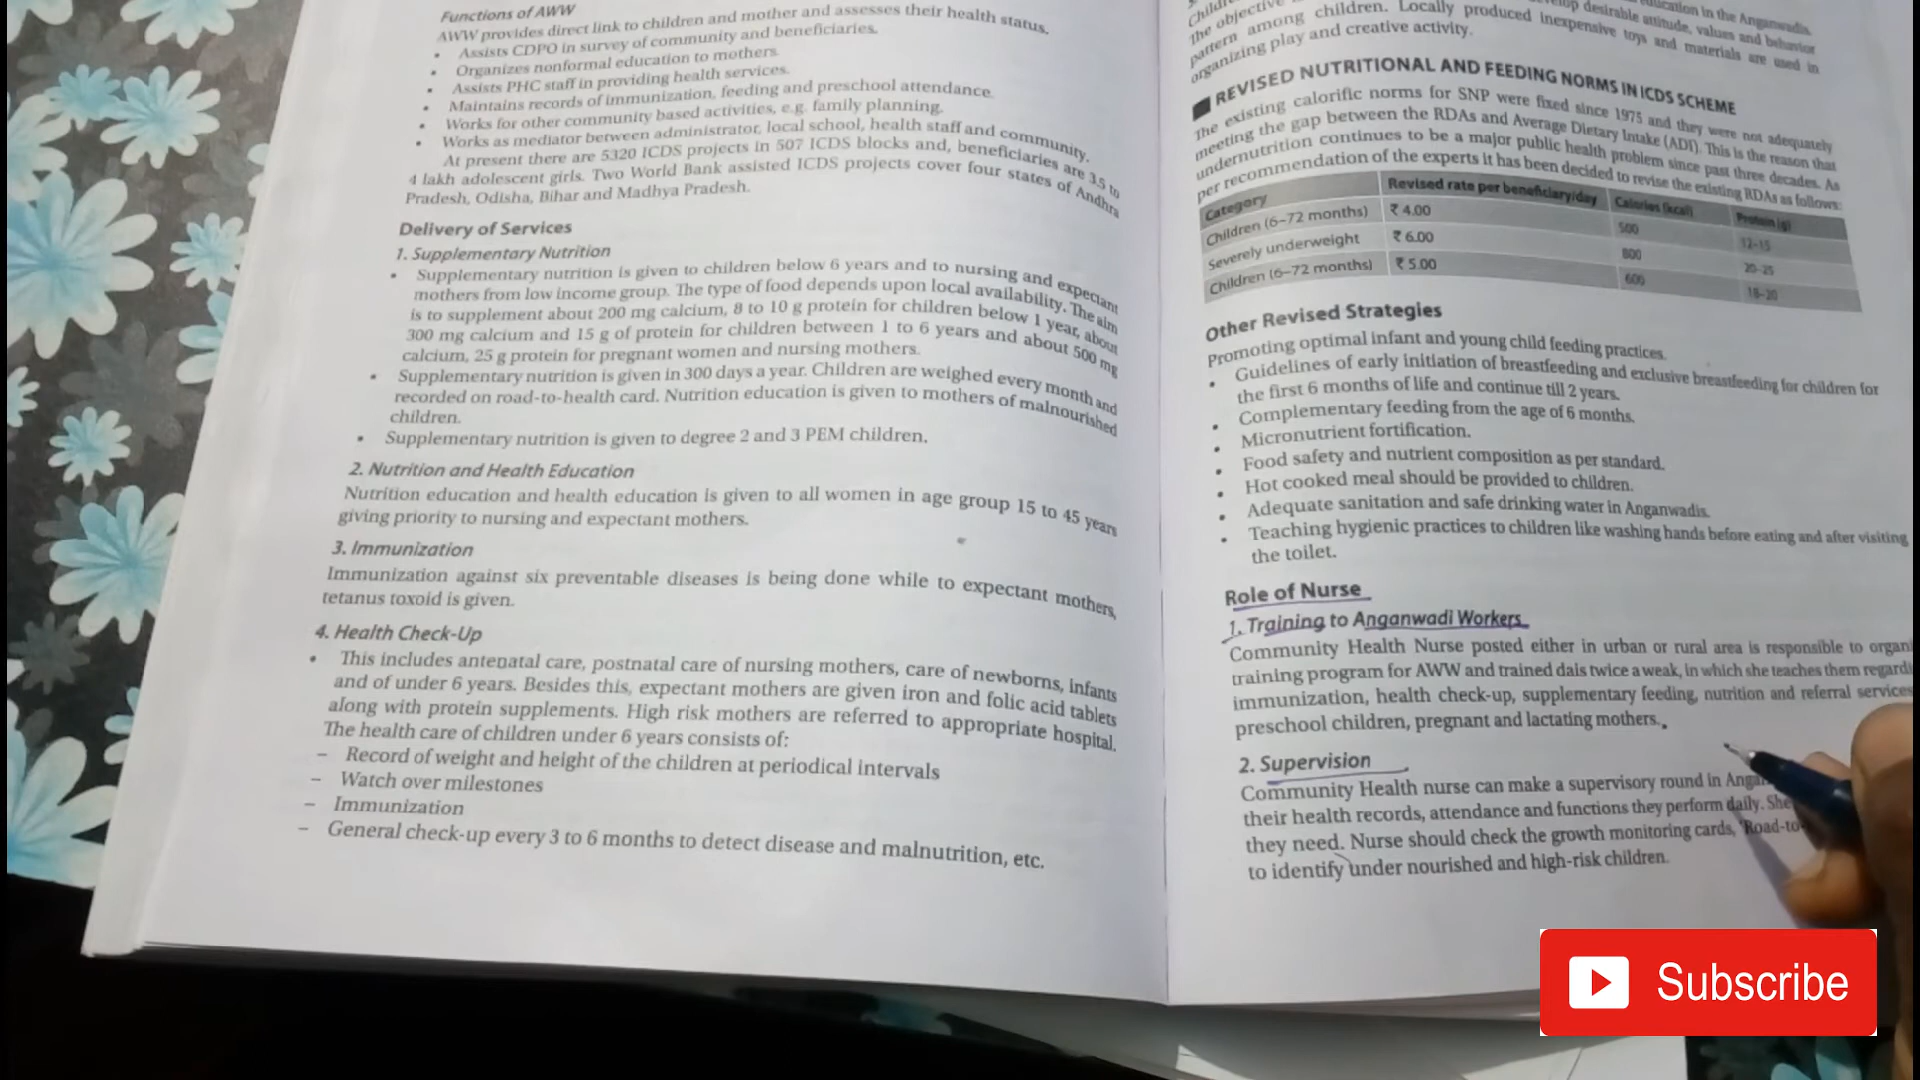 Functions of AWW
AWW provides direct link to children and mother and assesses their health status.
• Assists CDPO in survey of community and beneficiaries.
• Organizes nonformal education to mothers.
• Assists PHC staff in providing health services.
• Maintains records of immunization, feeding and preschool attendance.
• Works for other community based activities, e.g. family planning.
• Works as mediator between administrator, local school, health staff and community.
At present there are 5320 ICDS projects in 507 ICDS blocks and, beneficiaries are 3.5 to
4 lakh adolescent girls. Two World Bank assisted ICDS projects cover four states of Andhra
Pradesh, Odisha, Bihar and Madhya Pradesh.
Delivery of Services
1. Supplementary Nutrition
• Supplementary nutrition is given to children below 6 years and to nursing and expectant
mothers from low income group. The type of food depends upon local availability. The aim
is to supplement about 200 mg calcium, 8 to 10 g protein for children below 1 year, about
300 mg calcium and 15 g of protein for children between 1 to 6 years and about 500 mg
calcium, 25 g protein for pregnant women and nursing mothers.
• Supplementary nutrition is given in 300 days a year. Children are weighed every month and
recorded on road-to-health card. Nutrition education is given to mothers of malnourished
children.
• Supplementary nutrition is given to degree 2 and 3 PEM children.
2. Nutrition and Health Education
Nutrition education and health education is given to all women in age group 15 to 45 years
giving priority to nursing and expectant mothers.
3. Immunization
Immunization against six preventable diseases is being done while to expectant mothers,
tetanus toxoid is given.
4. Health Check-Up
• This includes antenatal care, postnatal care of nursing mothers, care of newborns, infants
and of under 6 years. Besides this, expectant mothers are given iron and folic acid tablets
along with protein supplements. High risk mothers are referred to appropriate hospital.
The health care of children under 6 years consists of:
– Record of weight and height of the children at periodical intervals
– Watch over milestones
– Immunization
– General check-up every 3 to 6 months to detect disease and malnutrition, etc.
education in the Anganwadis.
The objective desirable attitude, values and behavior
pattern among children. Locally produced inexpensive toys and materials are used in
organizing play and creative activity.
REVISED NUTRITIONAL AND FEEDING NORMS IN ICDS SCHEME
The existing calorific norms for SNP were fixed since 1975 and they were not adequately
meeting the gap between the RDAs and Average Dietary Intake (ADI). This is the reason that
undernutrition continues to be a major public health problem since past three decades. As
per recommendation of the experts it has been decided to revise the existing RDAs as follows:
Category Revised rate per beneficiary/day Calories (kcal) Protein (g)
Children (6–72 months) ₹ 4.00 500 12–15
Severely underweight ₹ 6.00 800 20–25
Children (6–72 months) ₹ 5.00 600 18–20
Other Revised Strategies
Promoting optimal infant and young child feeding practices.
• Guidelines of early initiation of breastfeeding and exclusive breastfeeding for children for
the first 6 months of life and continue till 2 years.
• Complementary feeding from the age of 6 months.
• Micronutrient fortification.
• Food safety and nutrient composition as per standard.
• Hot cooked meal should be provided to children.
• Adequate sanitation and safe drinking water in Anganwadis.
• Teaching hygienic practices to children like washing hands before eating and after visiting
the toilet.
Role of Nurse
1. Training to Anganwadi Workers
Community Health Nurse posted either in urban or rural area is responsible to organi
training program for AWW and trained dais twice a weak, in which she teaches them regardi
immunization, health check-up, supplementary feeding, nutrition and referral services
preschool children, pregnant and lactating mothers.
2. Supervision
Community Health nurse can make a supervisory round in Angan
their health records, attendance and functions they perform daily. She
they need. Nurse should check the growth monitoring cards, 'Road-to-
to identify under nourished and high-risk children.
Subscribe